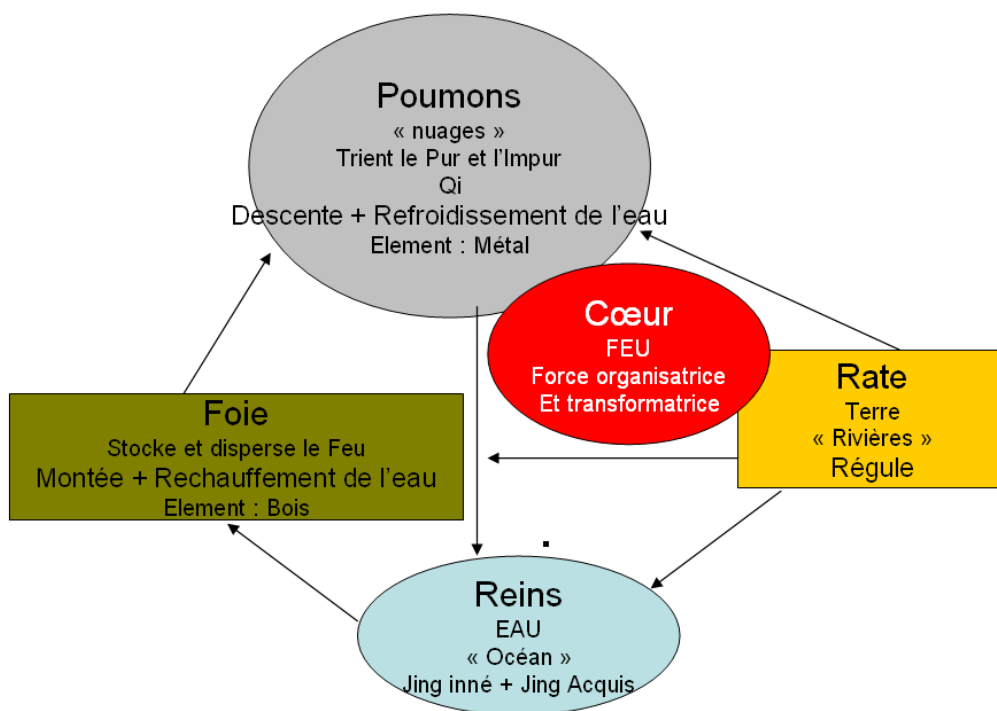 Poumons
« nuages »
Trient le Pur et l'Impur
Qi
Descente + Refroidissement de l'eau
Element : Métal
Cœur
FEU
Force organisatrice
Et transformatrice
Rate
Terre
« Rivières »
Régule
Foie
Stocke et disperse le Feu
Montée + Rechauffement de l'eau
Element : Bois
Reins
EAU
« Océan »
Jing inné + Jing Acquis